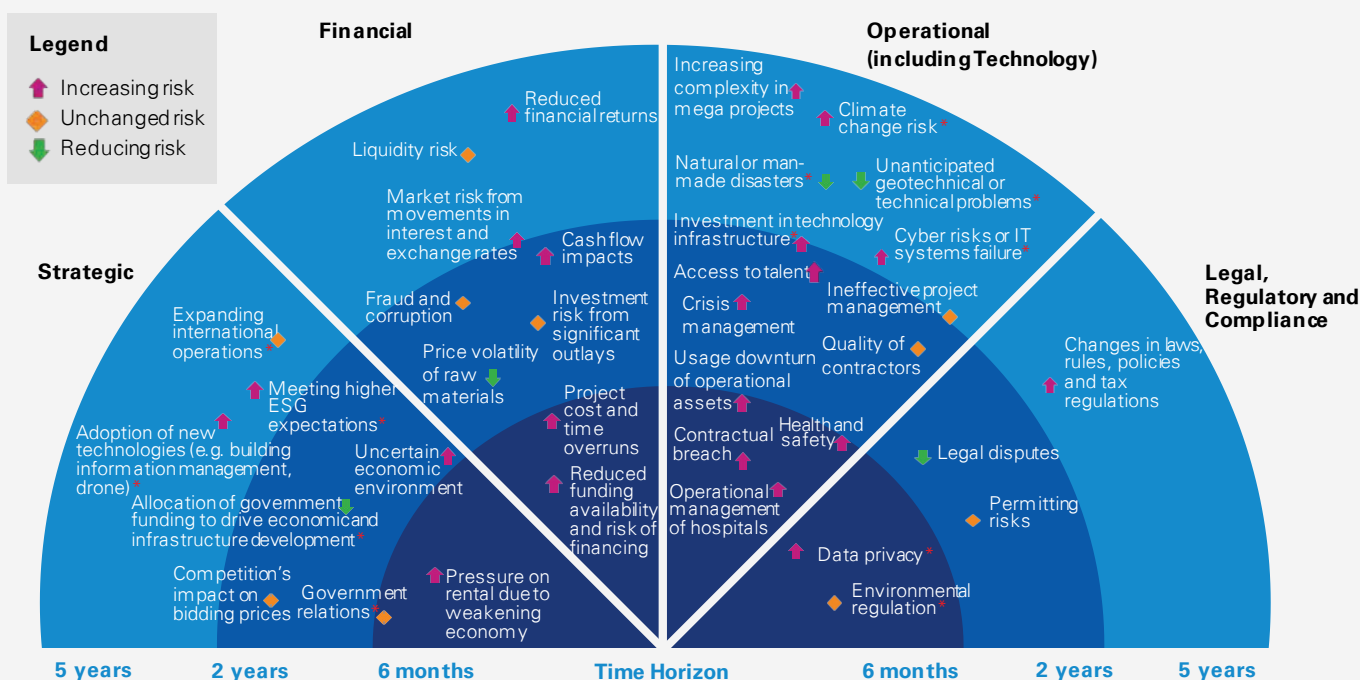 Legend
Increasing risk
Unchanged risk
Reducing risk
Financial
Operational
(including Technology)
Strategic
Legal,
Regulatory and
Compliance
Expanding
international
operations*
Meeting higher
ESG
expectations*
Adoption of new
technologies (e.g. building
information management,
drone)*
Allocation of government
funding to drive economic and
infrastructure development*
Competition's
impact on
bidding prices
Government
relations*
Uncertain
economic
environment
Pressure on
rental due to
weakening
economy
Reduced
financial returns
Liquidity risk
Market risk from
movements in
interest and
exchange rates
Cash flow
impacts
Fraud and
corruption
Investment
risk from
significant
outlays
Price volatility
of raw
materials
Project
cost and
time
overruns
Reduced
funding
availability
and risk of
financing
Increasing
complexity in
mega projects
Climate
change risk*
Natural or man-
made disasters*
Unanticipated
geotechnical or
technical problems*
Investment in technology
infrastructure*
Cyber risks or IT
systems failure*
Access to talent
Ineffective project
management
Crisis
management
Quality of
contractors
Usage downturn
of operational
assets
Health and
safety
Contractual
breach
Operational
management
of hospitals
Changes in laws,
rules, policies
and tax
regulations
Legal disputes
Permitting
risks
Data privacy*
Environmental
regulation*
5 years
2 years
6 months
Time Horizon
6 months
2 years
5 years